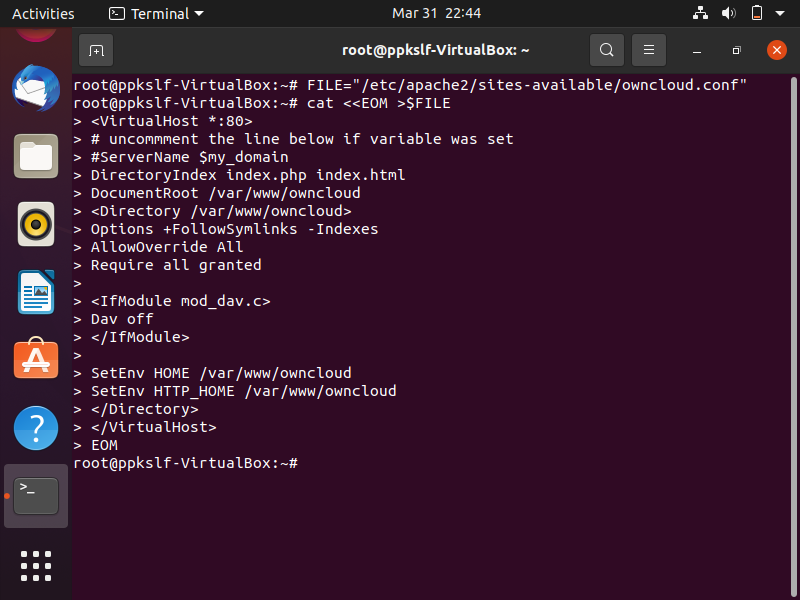 Activities
Terminal
Mar 31 22:44
root@ppkslf-VirtualBox: ~
root@ppkslf-VirtualBox:~# FILE="/etc/apache2/sites-available/owncloud.conf"
root@ppkslf-VirtualBox:~# cat <<EOM >$FILE
> <VirtualHost *:80>
> # uncommment the line below if variable was set
> #ServerName $my_domain
> DirectoryIndex index.php index.html
> DocumentRoot /var/www/owncloud
> <Directory /var/www/owncloud>
> Options +FollowSymlinks -Indexes
> AllowOverride All
> Require all granted
>
> <IfModule mod_dav.c>
> Dav off
> </IfModule>
>
> SetEnv HOME /var/www/owncloud
> SetEnv HTTP_HOME /var/www/owncloud
> </Directory>
> </VirtualHost>
> EOM
root@ppkslf-VirtualBox:~#